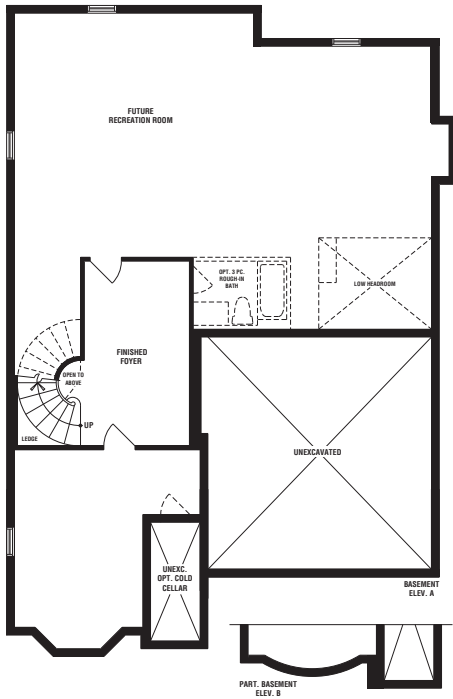 FUTURE
RECREATION ROOM
OPT. 3 PC.
ROUGH-IN
BATH
LOW HEADROOM
FINISHED
FOYER
OPEN TO
ABOVE
UP
LEDGE
UNEXCAVATED
UNEXC.
OPT. COLD
CELLAR
BASEMENT
ELEV. A
PART. BASEMENT
ELEV. B